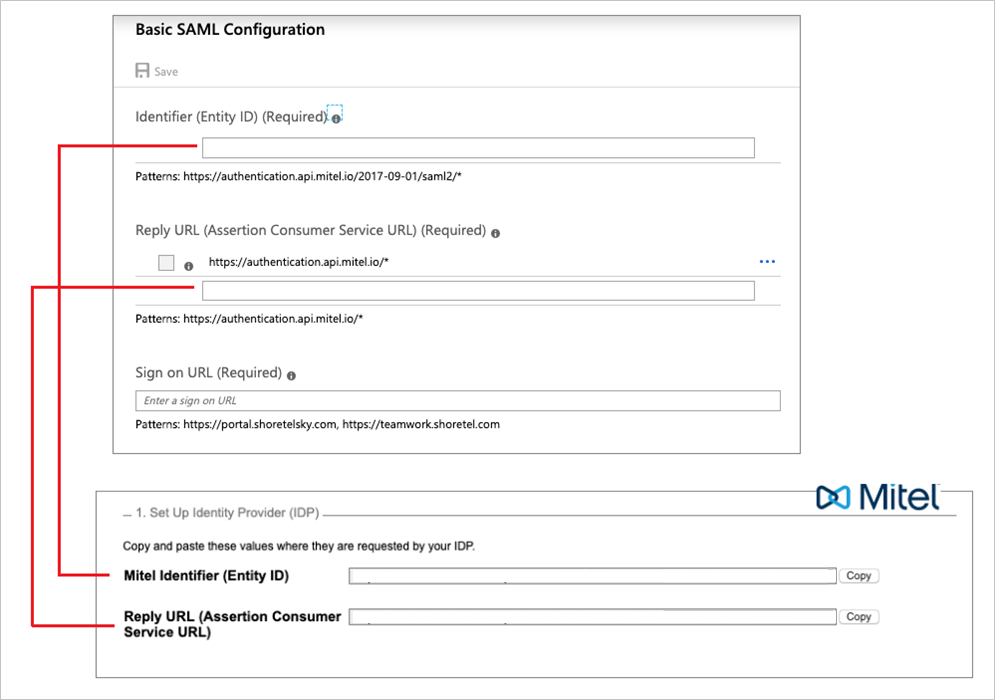 Basic SAML Configuration
Save
Identifier (Entity ID) (Required)
Patterns: https://authentication.api.mitel.io/2017-09-01/saml2/*
Reply URL (Assertion Consumer Service URL) (Required)
https://authentication.api.mitel.io/*
Patterns: https://authentication.api.mitel.io/*
Sign on URL (Required)
Enter a sign on URL
Patterns: https://portal.shoretelsky.com, https://teamwork.shoretel.com
Mitel
1. Set Up Identity Provider (IDP)
Copy and paste these values where they are requested by your IDP.
Mitel Identifier (Entity ID) Copy
Reply URL (Assertion Consumer Copy
Service URL)